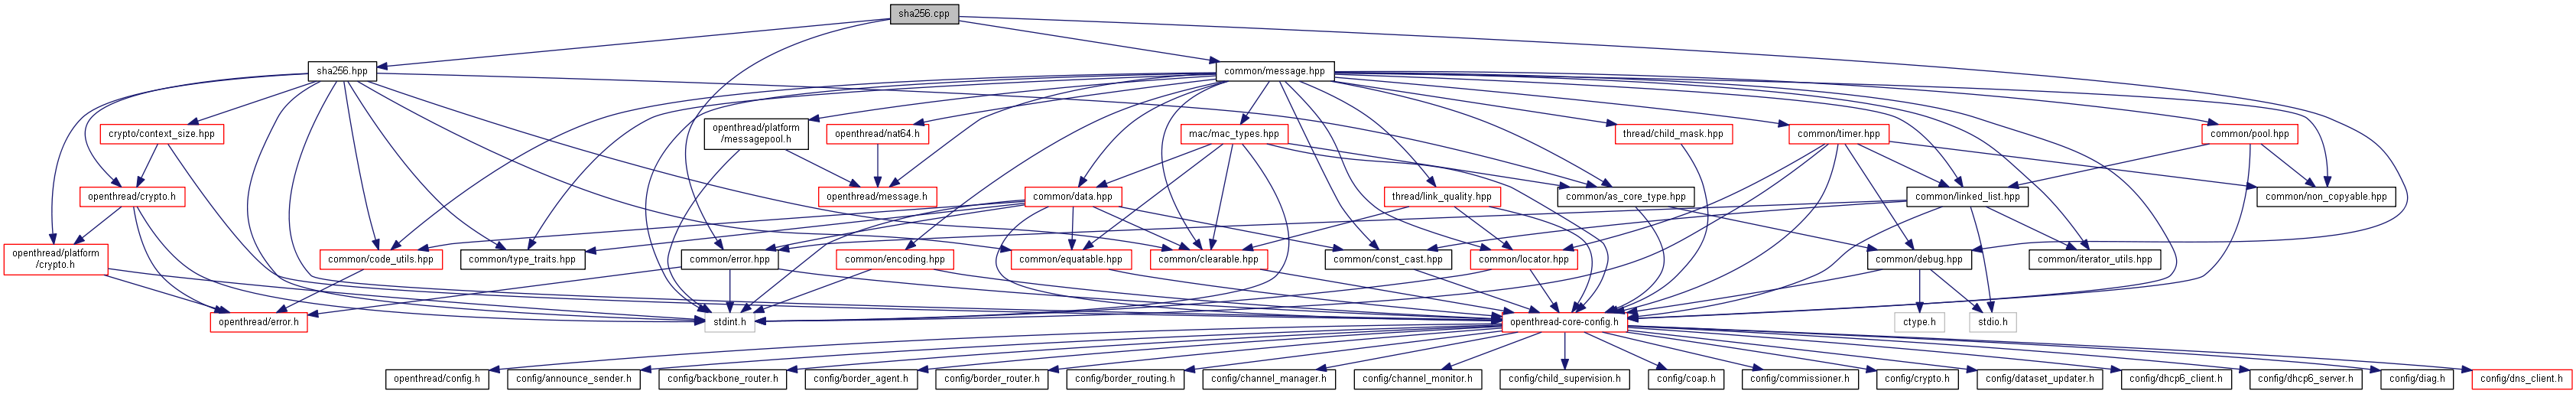 sha256.cpp
sha256.hpp
common/message.hpp
crypto/context_size.hpp
openthread/platform
/messagepool.h
openthread/nat64.h
mac/mac_types.hpp
thread/child_mask.hpp
common/timer.hpp
common/pool.hpp
openthread/crypto.h
openthread/message.h
common/data.hpp
thread/link_quality.hpp
common/as_core_type.hpp
common/linked_list.hpp
common/non_copyable.hpp
openthread/platform
/crypto.h
common/code_utils.hpp
common/type_traits.hpp
common/error.hpp
common/encoding.hpp
common/equatable.hpp
common/clearable.hpp
common/const_cast.hpp
common/locator.hpp
common/debug.hpp
common/iterator_utils.hpp
openthread/error.h
stdint.h
openthread-core-config.h
ctype.h
stdio.h
openthread/config.h
config/announce_sender.h
config/backbone_router.h
config/border_agent.h
config/border_router.h
config/border_routing.h
config/channel_manager.h
config/channel_monitor.h
config/child_supervision.h
config/coap.h
config/commissioner.h
config/crypto.h
config/dataset_updater.h
config/dhcp6_client.h
config/dhcp6_server.h
config/diag.h
config/dns_client.h